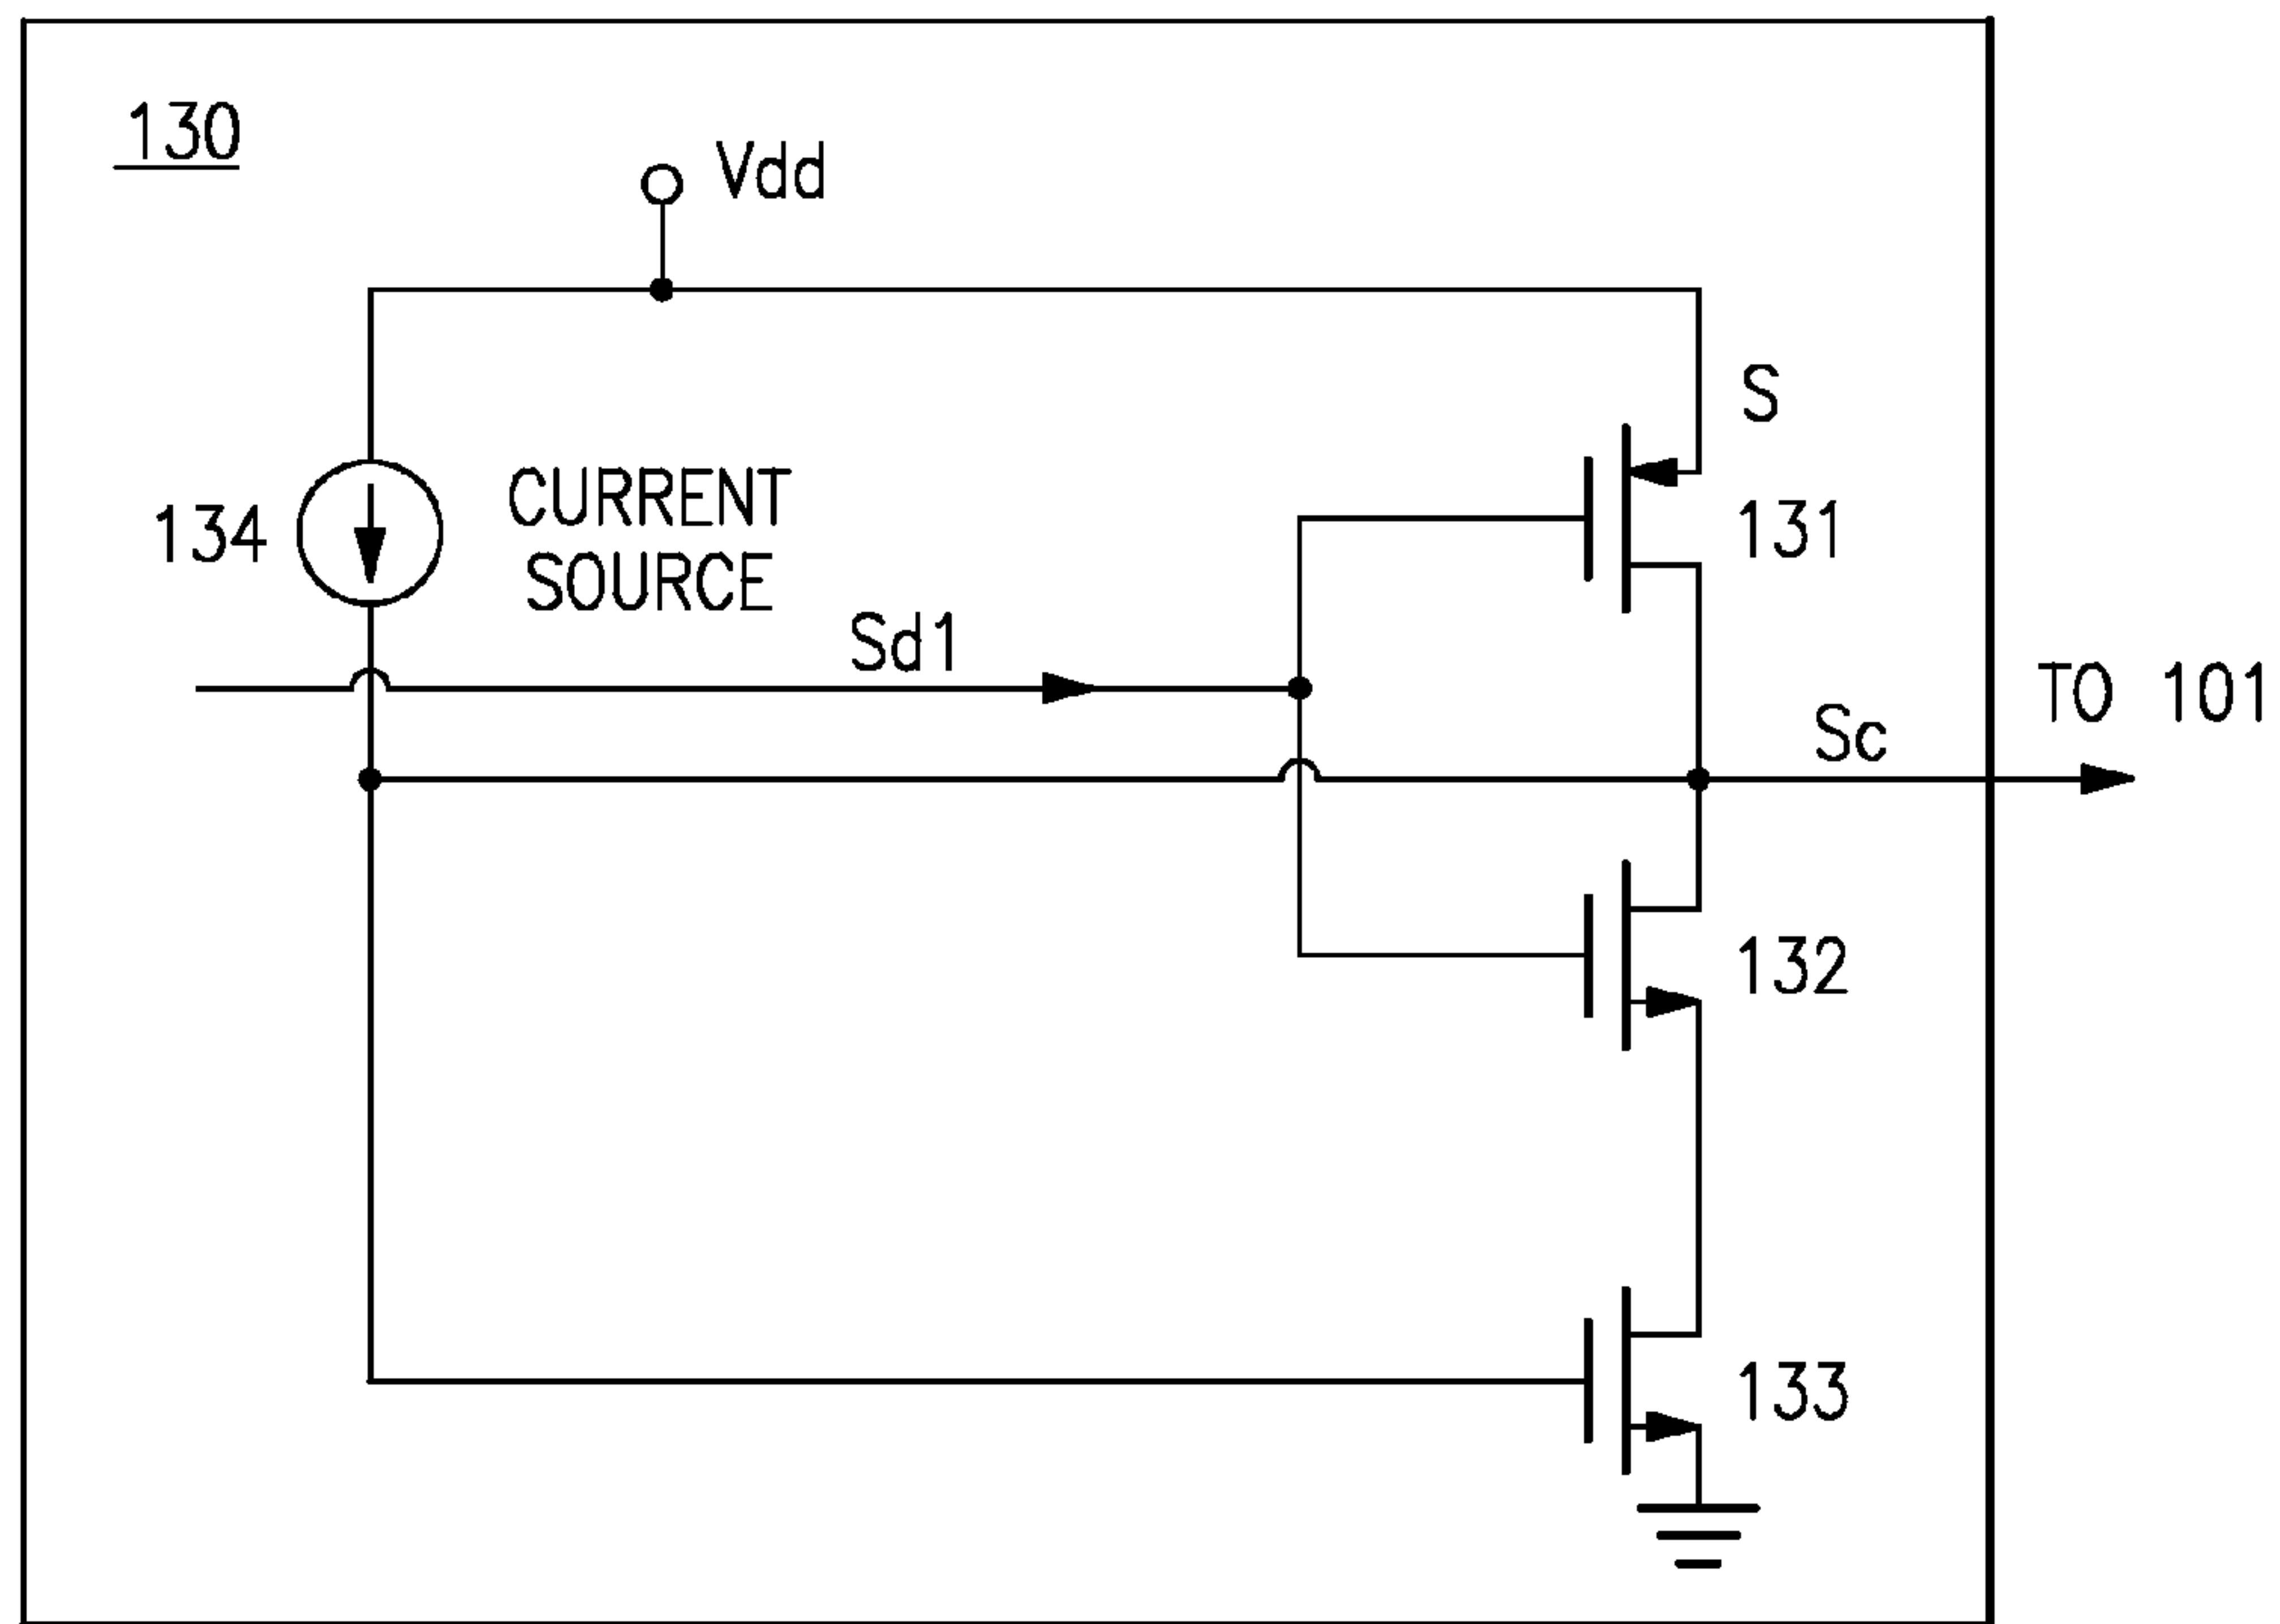 130
Vdd
S
CURRENT
SOURCE
134
131
Sd1
TO 101
Sc
132
133